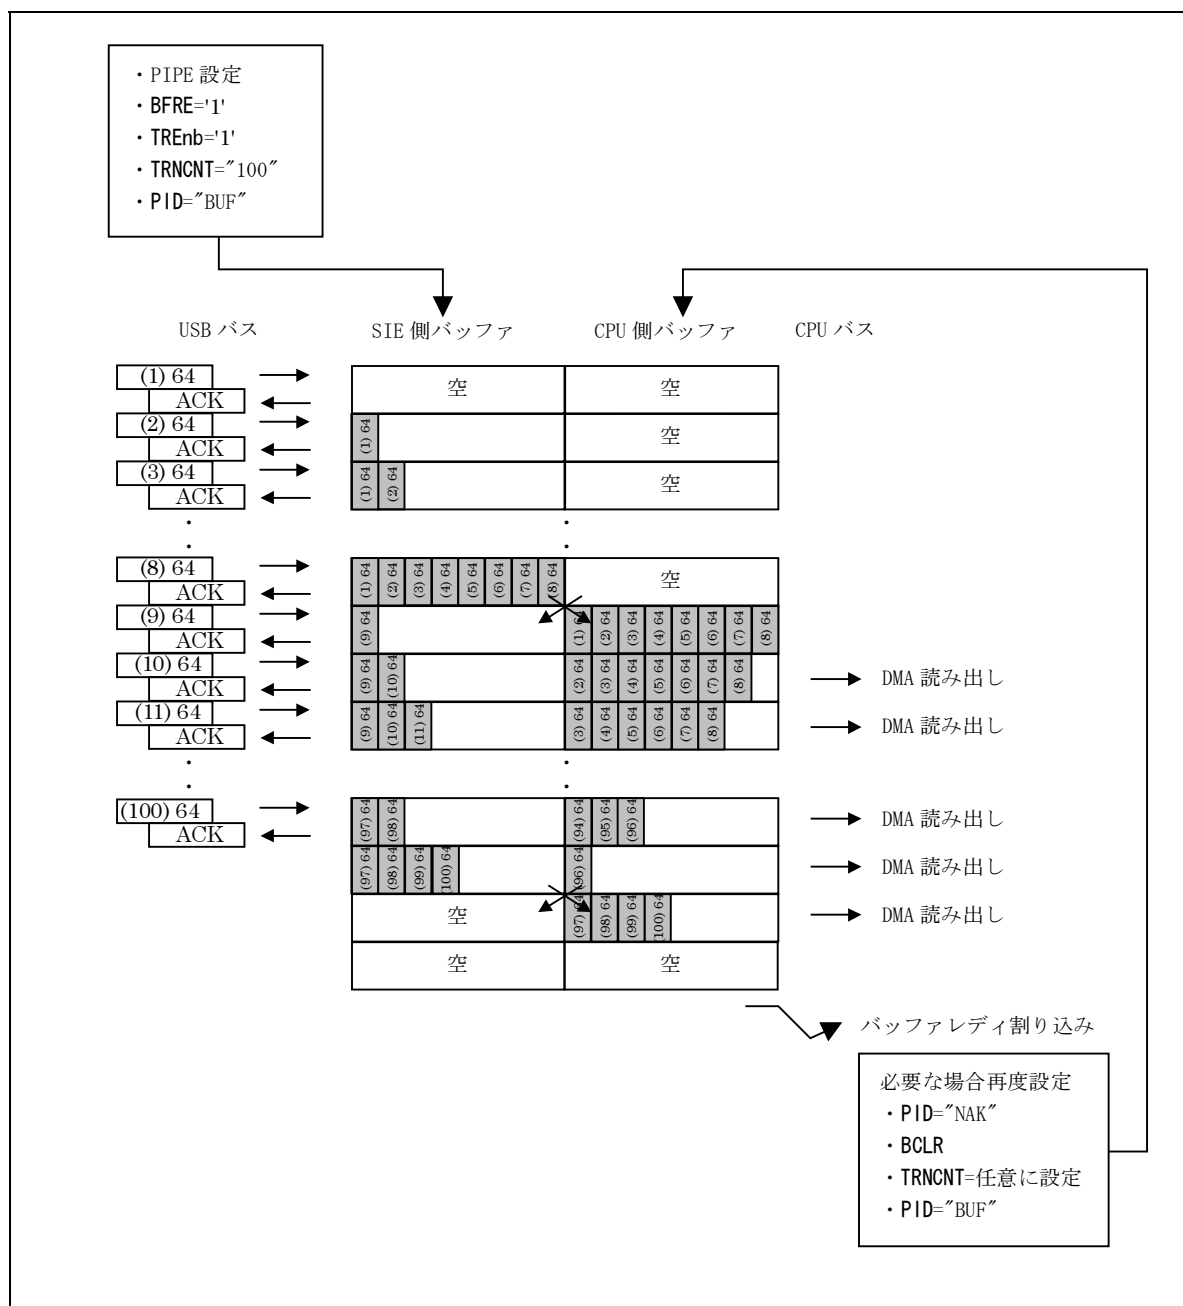 ・PIPE 設定
・BFRE='1'
・TREnb='1'
・TRNCNT="100"
・PID="BUF"
USB バス
SIE 側バッファ
CPU 側バッファ
CPU バス
(1) 64
空
空
ACK
(2) 64
(1) 64
空
ACK
(3) 64
(1) 64
(2) 64
空
ACK
(8) 64
(1) 64
(2) 64
(3) 64
(4) 64
(5) 64
(6) 64
(7) 64
(8) 64
空
ACK
(9) 64
(9) 64
(1) 64
(2) 64
(3) 64
(4) 64
(5) 64
(6) 64
(7) 64
(8) 64
ACK
(10) 64
(9) 64
(10) 64
(2) 64
(3) 64
(4) 64
(5) 64
(6) 64
(7) 64
(8) 64
DMA 読み出し
ACK
(11) 64
(9) 64
(10) 64
(11) 64
(3) 64
(4) 64
(5) 64
(6) 64
(7) 64
(8) 64
DMA 読み出し
ACK
(100) 64
(97) 64
(98) 64
(94) 64
(95) 64
(96) 64
DMA 読み出し
ACK
(97) 64
(98) 64
(99) 64
(100) 64
(96) 64
DMA 読み出し
空
(97) 64
(98) 64
(99) 64
(100) 64
DMA 読み出し
空
空
バッファレディ割り込み
必要な場合再度設定
・PID="NAK"
・BCLR
・TRNCNT=任意に設定
・PID="BUF"